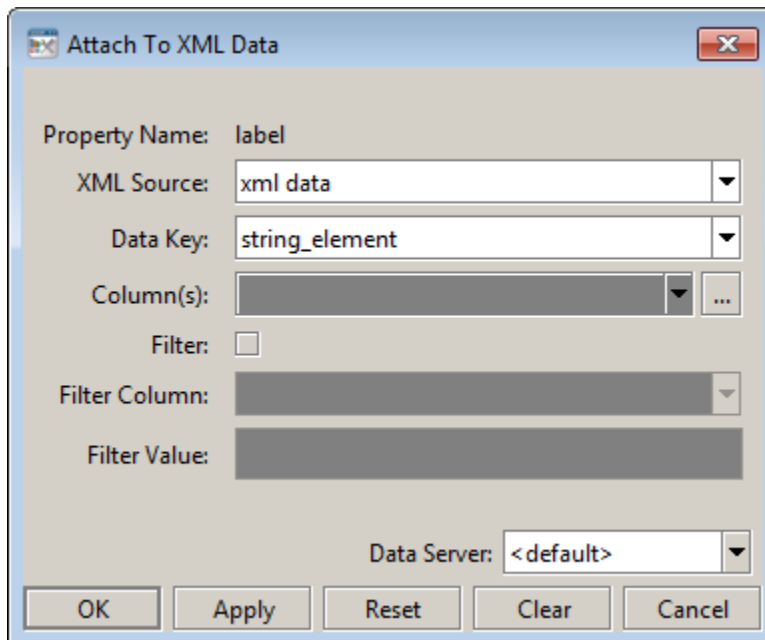 Attach To XML Data
Property Name: label
XML Source: xml data
Data Key: string_element
Column(s): ...
Filter:
Filter Column:
Filter Value:
Data Server: <default>
OK Apply Reset Clear Cancel